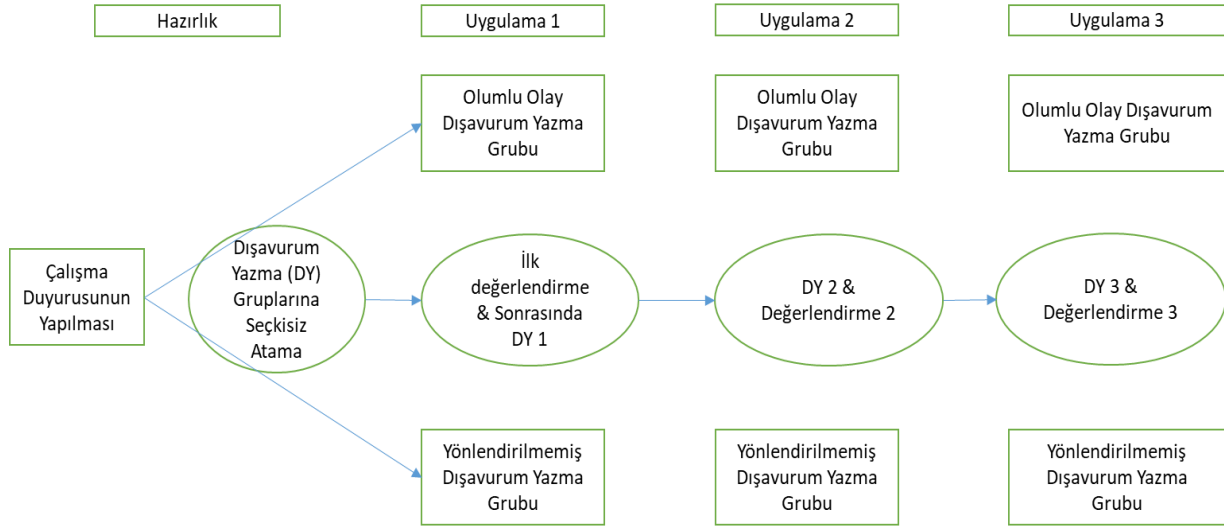 Hazırlık
Uygulama 1
Uygulama 2
Uygulama 3
Olumlu Olay
Dışavurum Yazma
Grubu
Olumlu Olay
Dışavurum Yazma
Grubu
Olumlu Olay Dışavurum
Yazma Grubu
Çalışma
Duyurusunun
Yapılması
Dışavurum
Yazma (DY)
Gruplarına
Seçkisiz
Atama
İlk
değerlendirme
& Sonrasında
DY 1
DY 2 &
Değerlendirme 2
DY 3 &
Değerlendirme 3
Yönlendirilmemiş
Dışavurum Yazma
Grubu
Yönlendirilmemiş
Dışavurum Yazma
Grubu
Yönlendirilmemiş
Dışavurum Yazma
Grubu